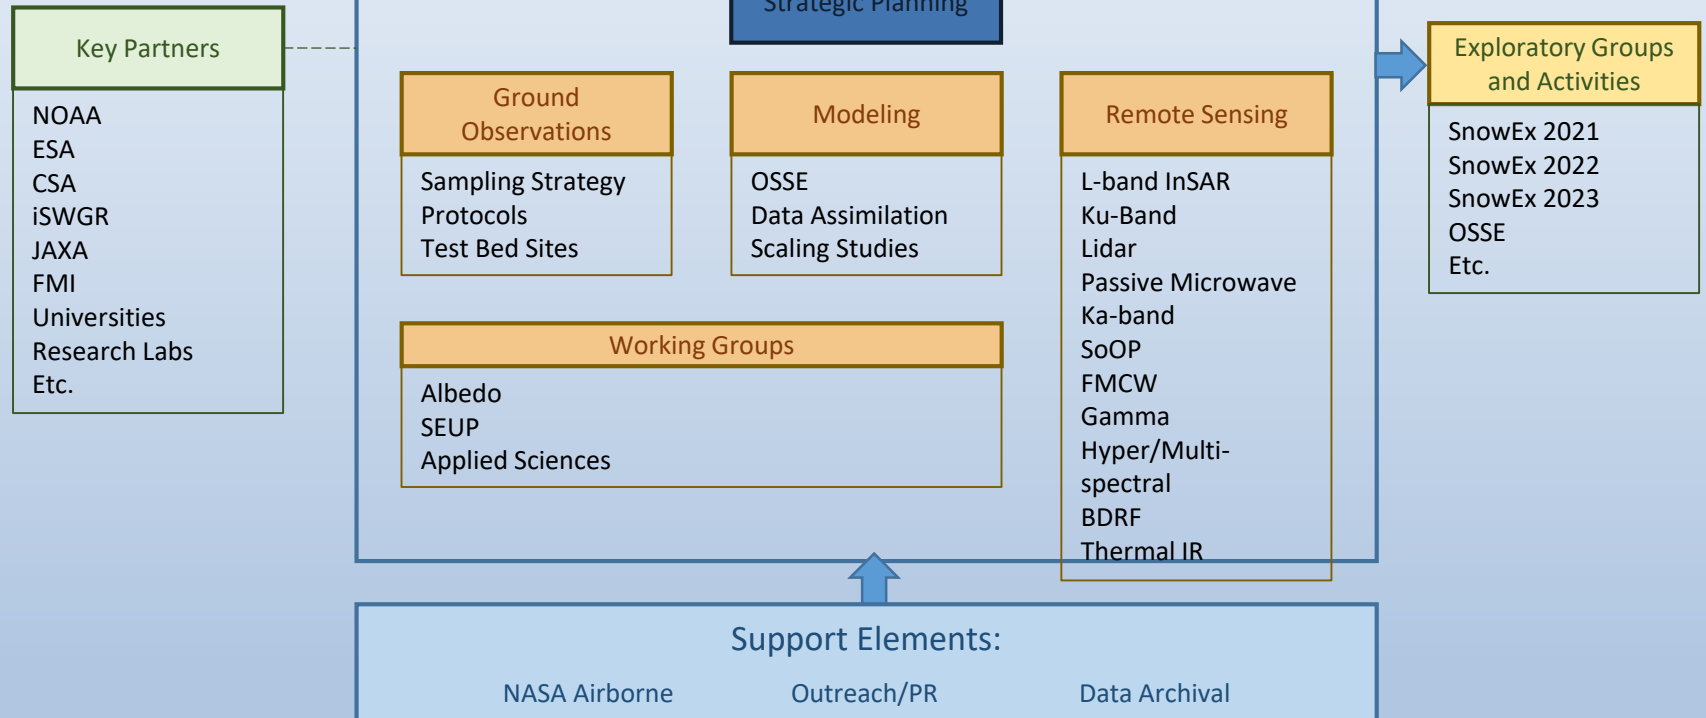 Strategic Planning
Key Partners
NOAA
ESA
CSA
iSWGR
JAXA
FMI
Universities
Research Labs
Etc.
Ground
Observations
Sampling Strategy
Protocols
Test Bed Sites
Modeling
OSSE
Data Assimilation
Scaling Studies
Remote Sensing
L-band InSAR
Ku-Band
Lidar
Passive Microwave
Ka-band
SoOP
FMCW
Gamma
Hyper/Multi-
spectral
BDRF
Thermal IR
Working Groups
Albedo
SEUP
Applied Sciences
Exploratory Groups
and Activities
SnowEx 2021
SnowEx 2022
SnowEx 2023
OSSE
Etc.
Support Elements:
NASA Airborne
Outreach/PR
Data Archival